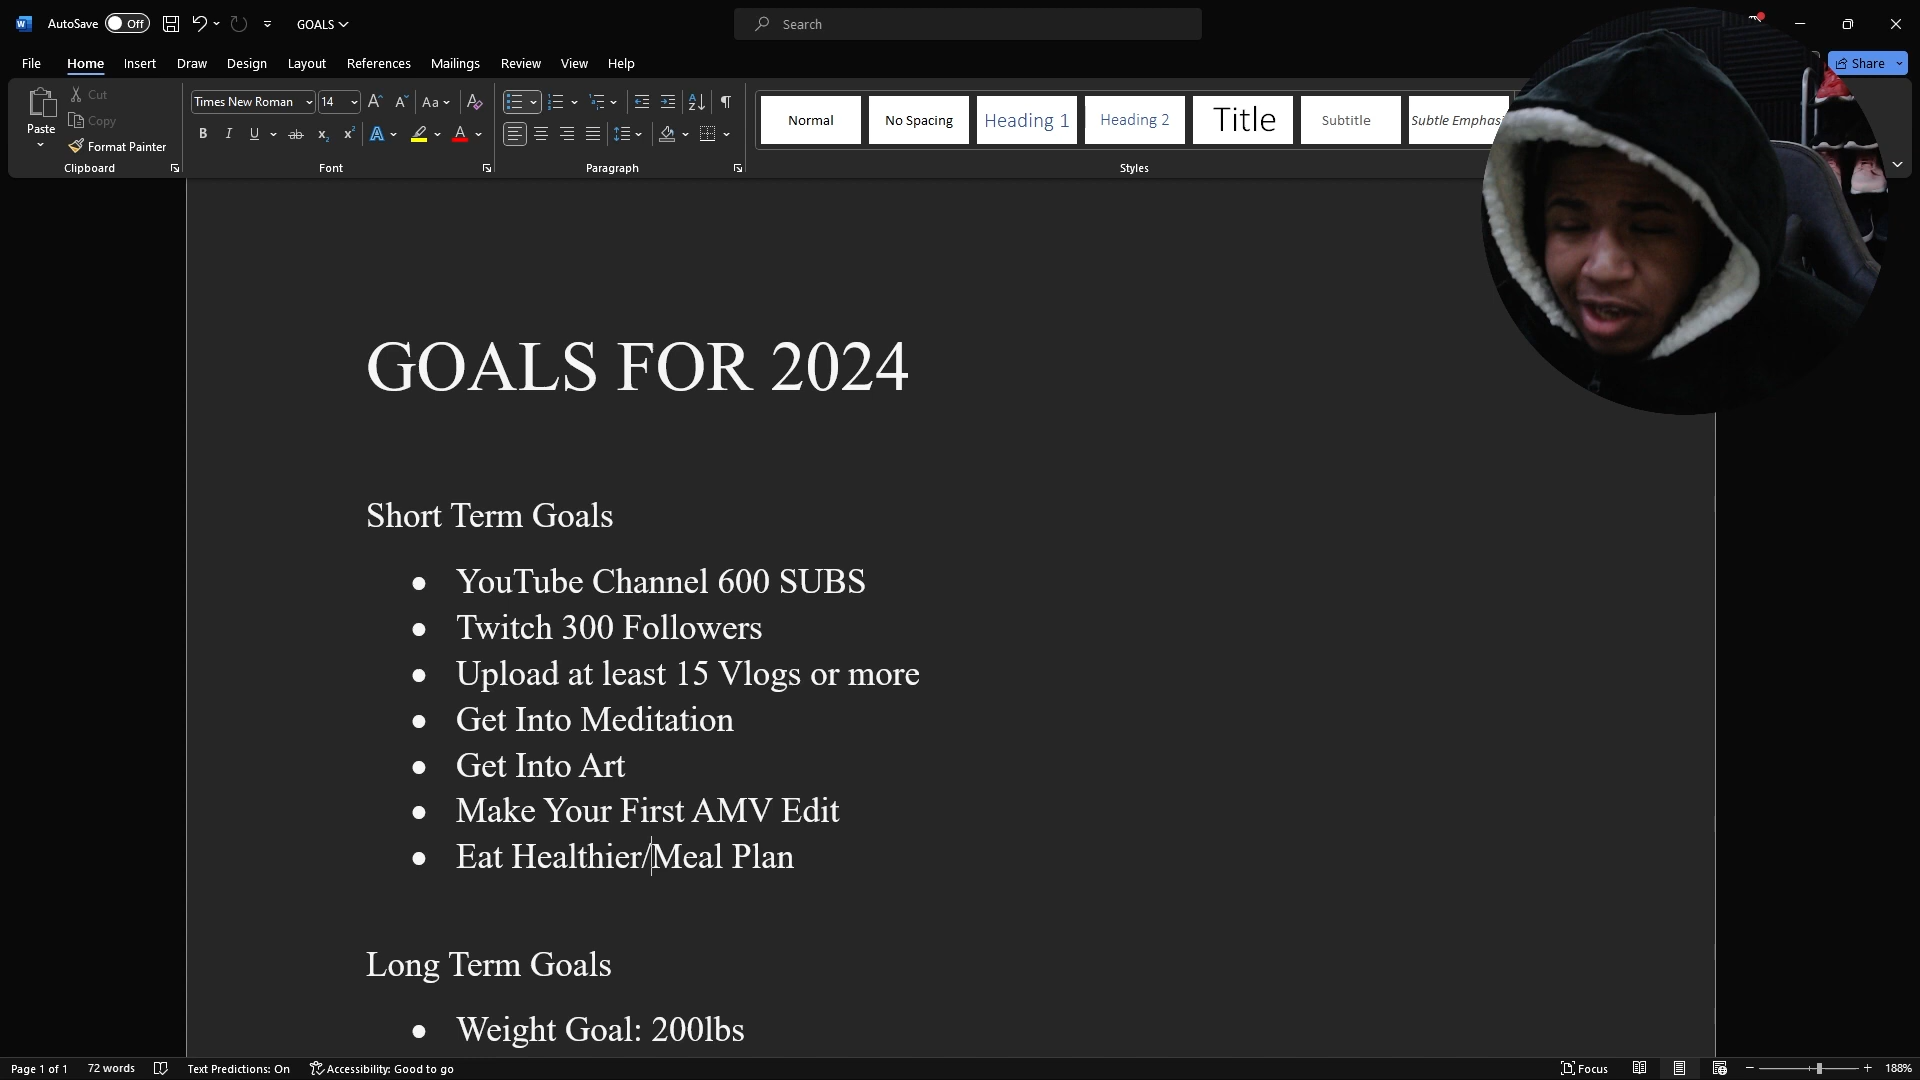 AutoSave Off GOALS Search
File Home Insert Draw Design Layout References Mailings Review View Help Share
Paste Cut Copy Format Painter Clipboard
Times New Roman 14 Aa Font
Paragraph
Normal No Spacing Heading 1 Heading 2 Title Subtitle Subtle Emphasi
Styles
GOALS FOR 2024
Short Term Goals
● YouTube Channel 600 SUBS
● Twitch 300 Followers
● Upload at least 15 Vlogs or more
● Get Into Meditation
● Get Into Art
● Make Your First AMV Edit
● Eat Healthier/Meal Plan
Long Term Goals
● Weight Goal: 200lbs
Page 1 of 1 72 words Text Predictions: On Accessibility: Good to go Focus 188%